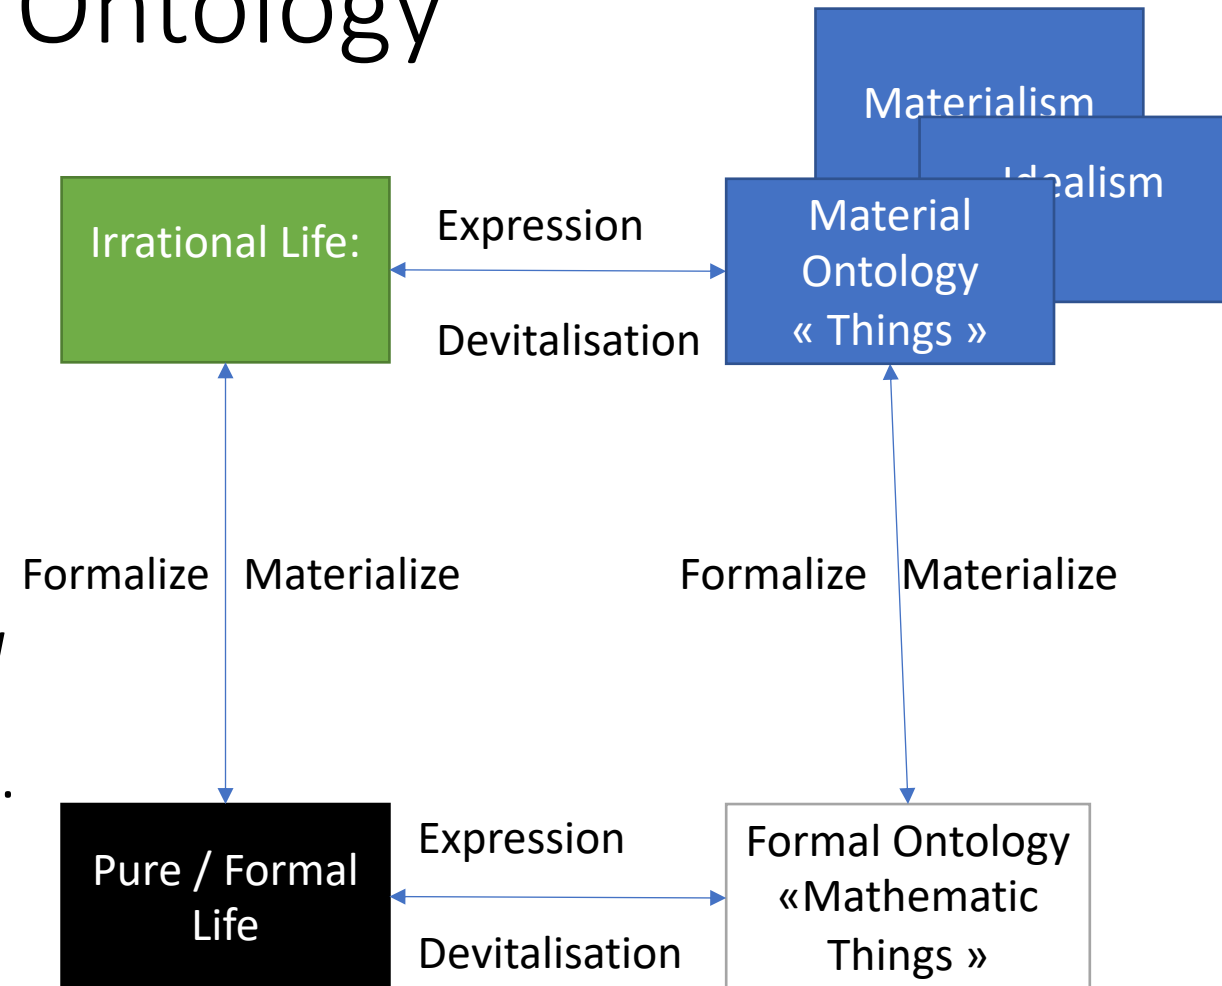 Ontology
Materialism
Idealism
Irrational Life:
Expression
Devitalisation
Material
Ontology
« Things »
Formalize
Materialize
Formalize
Materialize
.
Pure / Formal
Life
Expression
Devitalisation
Formal Ontology
«Mathematic
Things »